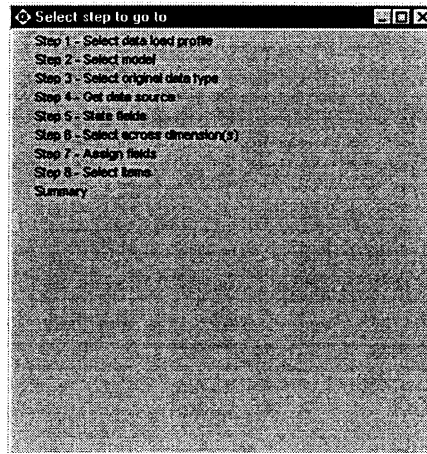 Select step to go to
Step 1 - Select data load profile
Step 2 - Select model
Step 3 - Select original data type
Step 4 - Get data source
Step 5 - State fields
Step 6 - Select across dimension(s)
Step 7 - Assign fields
Step 8 - Select items
Summary